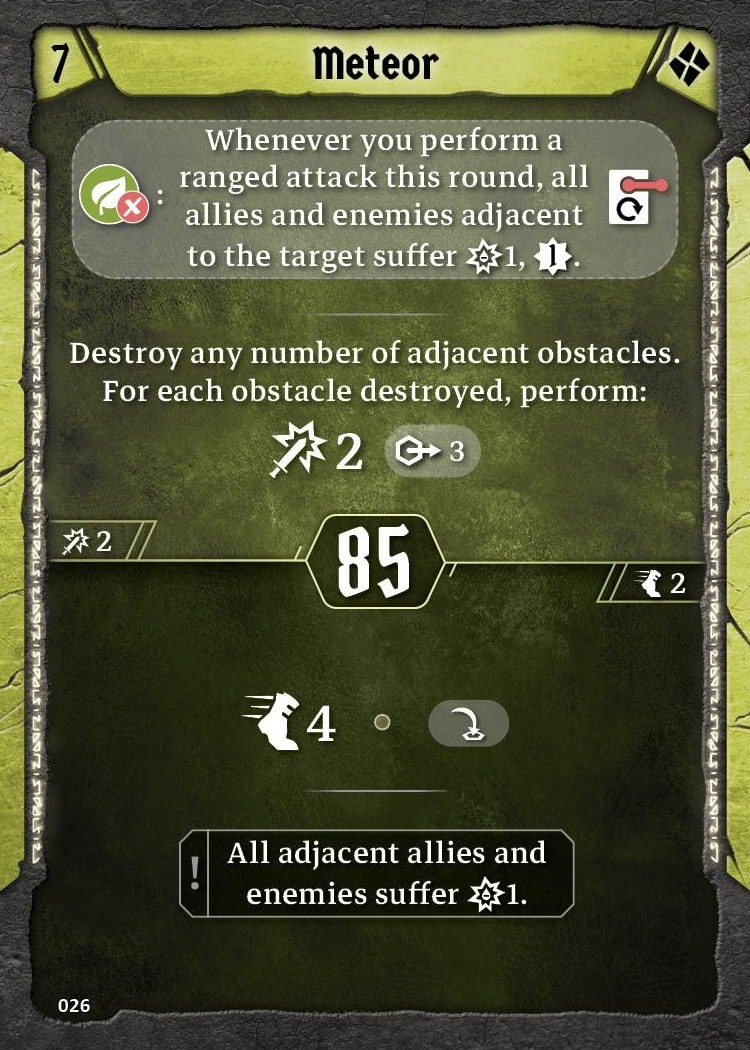 7
Meteor
: Whenever you perform a
ranged attack this round, all
allies and enemies adjacent
to the target suffer 1, 1.
Destroy any number of adjacent obstacles.
For each obstacle destroyed, perform:
2 3
2
85
2
4
! All adjacent allies and
enemies suffer 1.
026